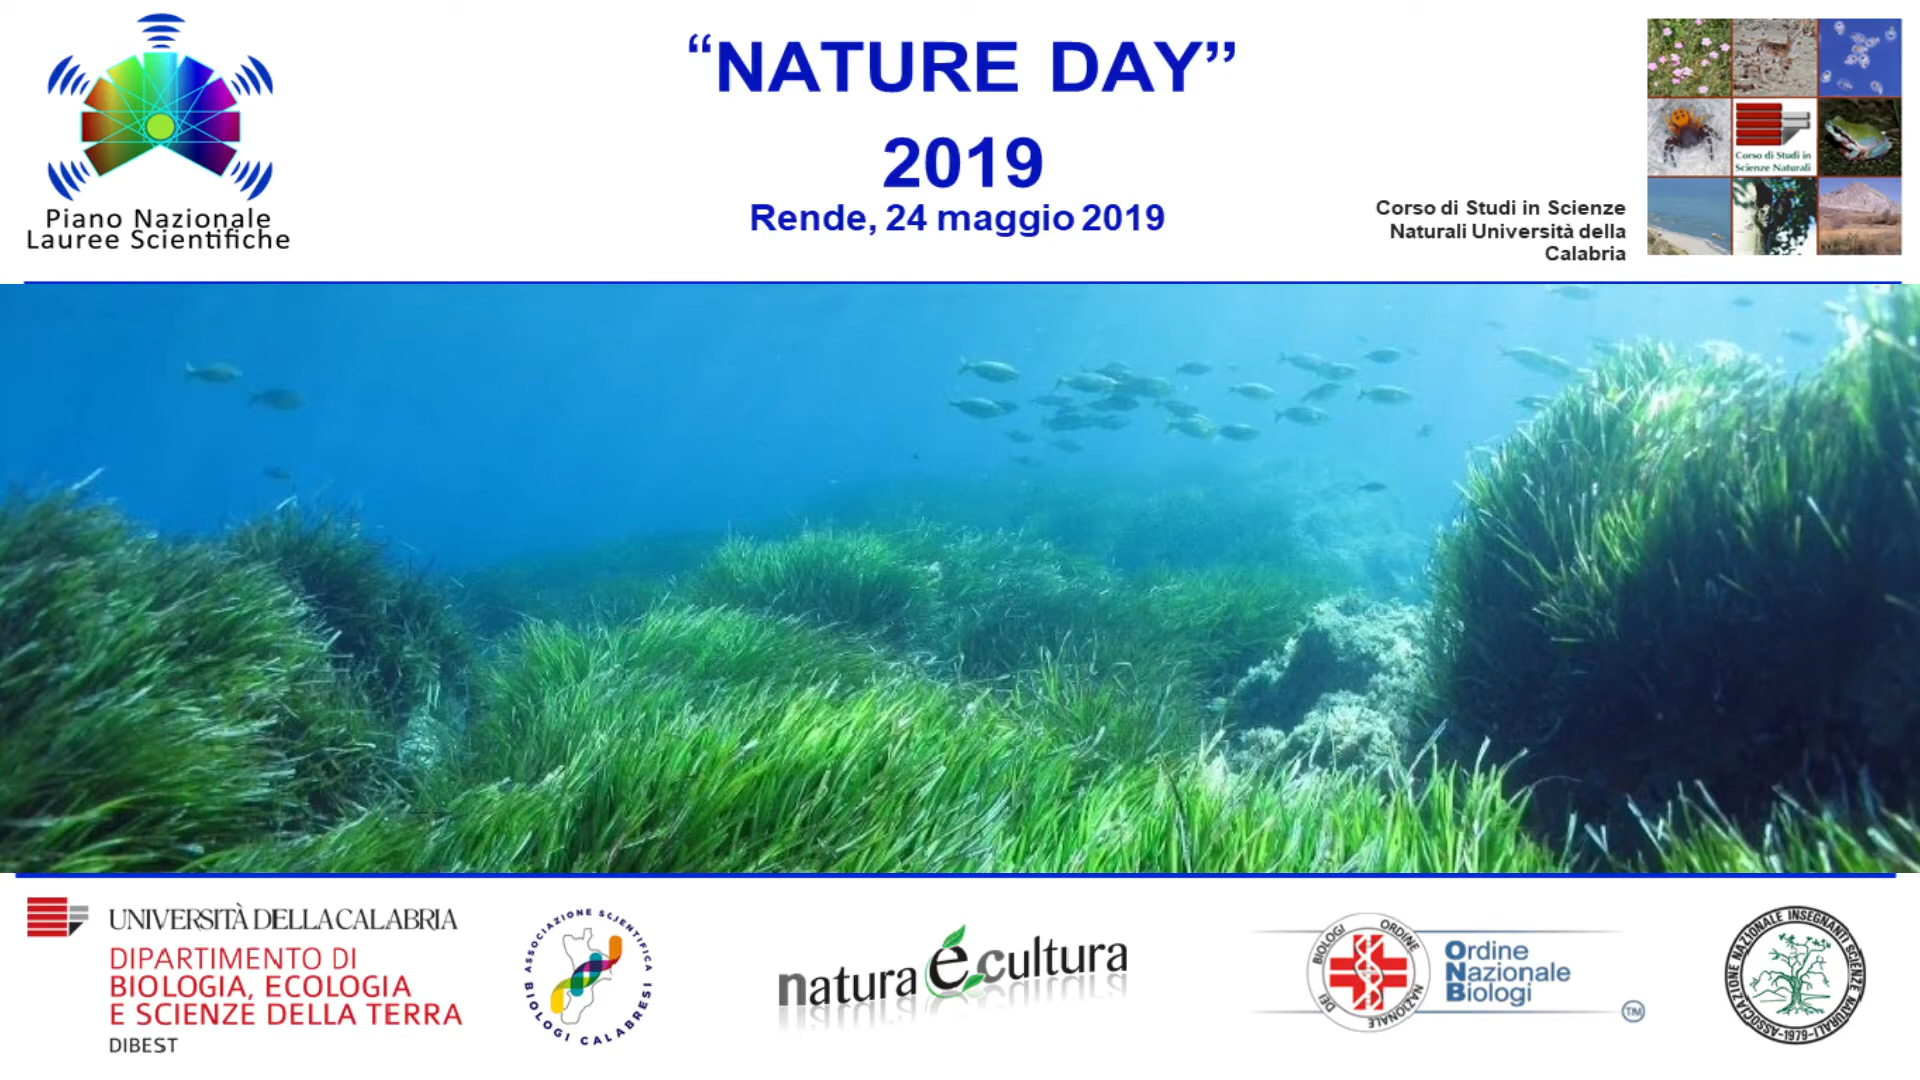 Piano Nazionale
Lauree Scientifiche
“NATURE DAY”
2019
Rende, 24 maggio 2019
Corso di Studi in Scienze
Naturali Università della
Calabria
Corso di Studi in
Scienze Naturali
UNIVERSITÀ DELLA CALABRIA
DIPARTIMENTO DI
BIOLOGIA, ECOLOGIA
E SCIENZE DELLA TERRA
DIBEST
ASSOCIAZIONE SCIENTIFICA
BIOLOGI CALABRESI
natura è cultura
ORDINE NAZIONALE DEI BIOLOGI
Ordine
Nazionale
Biologi
TM
ASSOCIAZIONE NAZIONALE INSEGNANTI SCIENZE NATURALI
-1979-